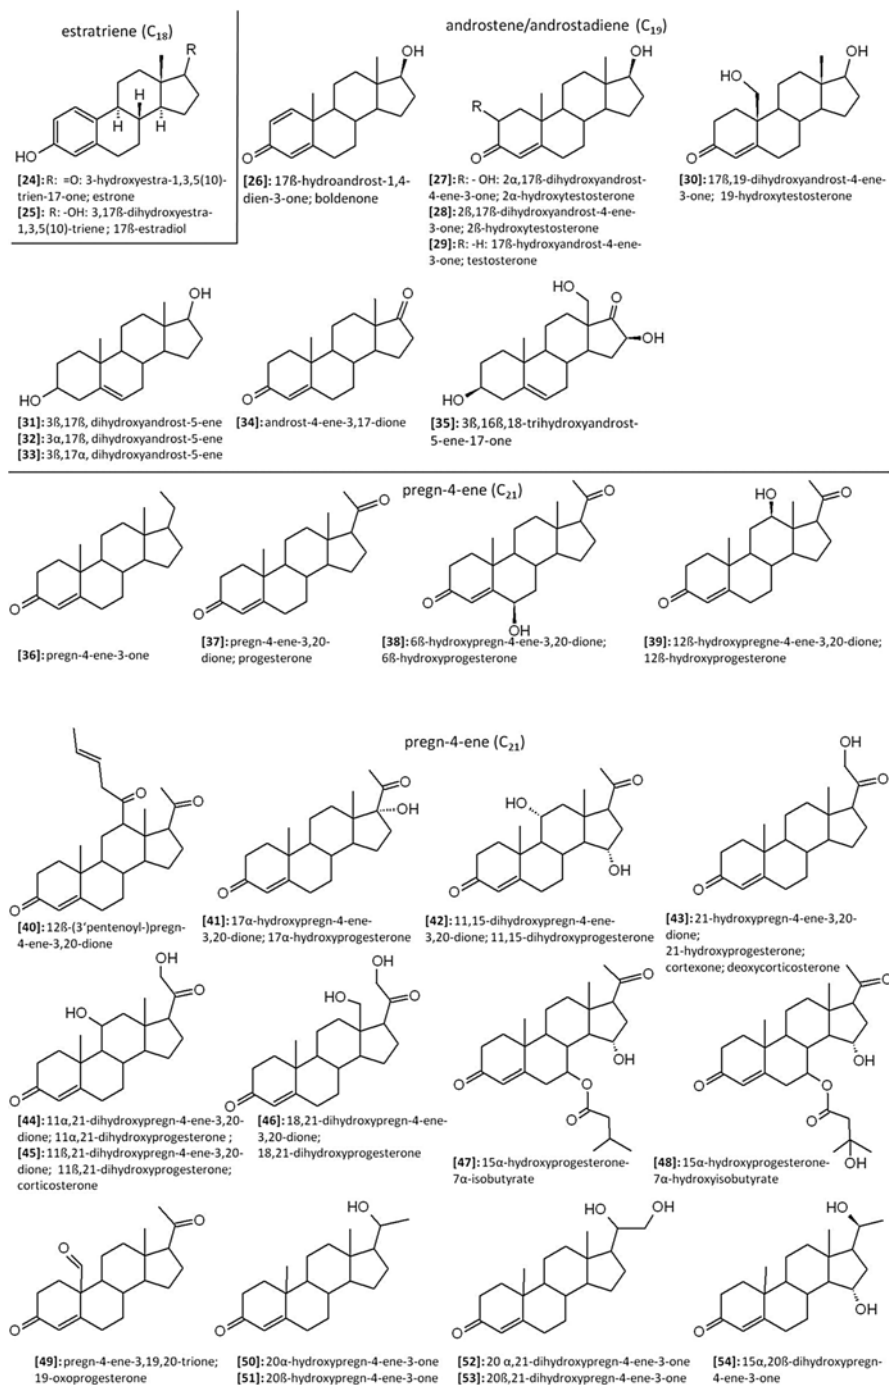 estratriene (C18)
androstene/androstadiene (C19)
R
H
H
H
HO
[24]: R: =O: 3-hydroxyestra-1,3,5(10)-
trien-17-one; estrone
[25]: R: -OH: 3,17ß-dihydroxyestra-
1,3,5(10)-triene; 17ß-estradiol
OH
O
[26]: 17ß-hydroandrost-1,4-
dien-3-one; boldenone
OH
R
O
[27]: R: - OH: 2α,17ß-dihydroxyandrost-
4-ene-3-one; 2α-hydroxytestosterone
[28]: 2ß,17ß-dihydroxyandrost-4-ene-
3-one; 2ß-hydroxytestosterone
[29]: R: -H: 17ß-hydroxyandrost-4-ene-
3-one; testosterone
OH
HO
O
[30]: 17ß,19-dihydroxyandrost-4-ene-
3-one; 19-hydroxytestosterone
OH
HO
[31]: 3ß,17ß, dihydroxyandrost-5-ene
[32]: 3α,17ß, dihydroxyandrost-5-ene
[33]: 3ß,17α, dihydroxyandrost-5-ene
O
O
[34]: androst-4-ene-3,17-dione
HO
O
OH
HO
[35]: 3ß,16ß,18-trihydroxyandrost-
5-ene-17-one
pregn-4-ene (C21)
O
[36]: pregn-4-ene-3-one
O
O
[37]: pregn-4-ene-3,20-
dione; progesterone
O
O
OH
[38]: 6ß-hydroxypregn-4-ene-3,20-dione;
6ß-hydroxyprogesterone
HO
O
O
[39]: 12ß-hydroxypregne-4-ene-3,20-dione;
12ß-hydroxyprogesterone
pregn-4-ene (C21)
O
O
O
[40]: 12ß-(3'pentenoyl-)pregn-
4-ene-3,20-dione
O
OH
O
[41]: 17α-hydroxypregn-4-ene-
3,20-dione; 17α-hydroxyprogesterone
O
HO
OH
O
[42]: 11,15-dihydroxypregn-4-ene-
3,20-dione; 11,15-dihydroxyprogesterone
OH
O
O
[43]: 21-hydroxypregn-4-ene-3,20-
dione;
21-hydroxyprogesterone;
cortexone; deoxycorticosterone
OH
O
HO
O
[44]: 11α,21-dihydroxypregn-4-ene-3,20-
dione; 11α,21-dihydroxyprogesterone ;
[45]: 11ß,21-dihydroxypregn-4-ene-3,20-
dione; 11ß,21-dihydroxyprogesterone;
corticosterone
OH
HO
O
O
[46]: 18,21-dihydroxypregn-4-ene-
3,20-dione;
18,21-dihydroxyprogesterone
O
OH
O
O
O
[47]: 15α-hydroxyprogesterone-
7α-isobutyrate
O
OH
O
O
O
OH
[48]: 15α-hydroxyprogesterone-
7α-hydroxyisobutyrate
O
O
O
[49]: pregn-4-ene-3,19,20-trione;
19-oxoprogesterone
HO
O
[50]: 20α-hydroxypregn-4-ene-3-one
[51]: 20ß-hydroxypregn-4-ene-3-one
HO
OH
O
[52]: 20 α,21-dihydroxypregn-4-ene-3-one
[53]: 20ß,21-dihydroxypregn-4-ene-3-one
HO
OH
O
[54]: 15α,20ß-dihydroxypregn-
4-ene-3-one